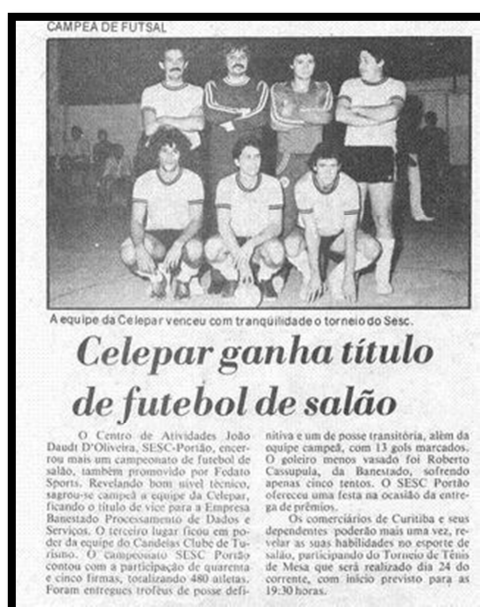 CAMPEÃ DE FUTSAL
A equipe da Celepar venceu com tranqüilidade o torneio do Sesc.
Celepar ganha título
de futebol de salão
O Centro de Atividades João
Daudt D'Oliveira, SESC-Portão, encer-
rou mais um campeonato de futebol de
salão, também promovido por Fedato
Sports. Revelando bom nível técnico,
sagrou-se campeã a equipe da Celepar,
ficando o título de vice para a Empresa
Banestado Processamento de Dados e
Serviços. O terceiro lugar ficou em po-
der da equipe do Candeias Clube de Tu-
rismo. O campeonato SESC Portão
contou com a participação de quarenta
e cinco firmas, totalizando 480 atletas.
Foram entregues troféus de posse defi-
nitiva e um de posse transitória, além da
equipe campeã, com 13 gols marcados.
O goleiro menos vasado foi Roberto
Cassupula, da Banestado, sofrendo
apenas cinco tentos. O SESC Portão
ofereceu uma festa na ocasião da entre-
ga de prêmios.
Os comerciários de Curitiba e seus
dependentes poderão mais uma vez, re-
velar as suas habilidades no esporte de
salão, participando do Torneio de Tênis
de Mesa que será realizado dia 24 do
corrente, com início previsto para as
19:30 horas.